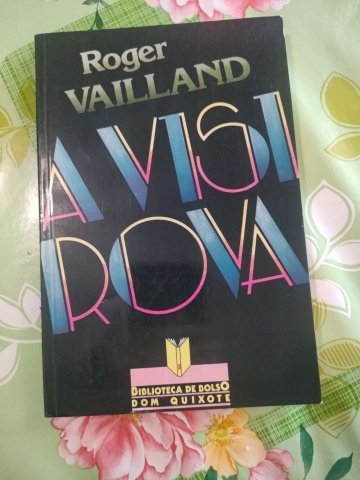 Roger
VAILLAND
A VISI
ROVA
BIBLIOTECA DE BOLSO
DOM QUIXOTE